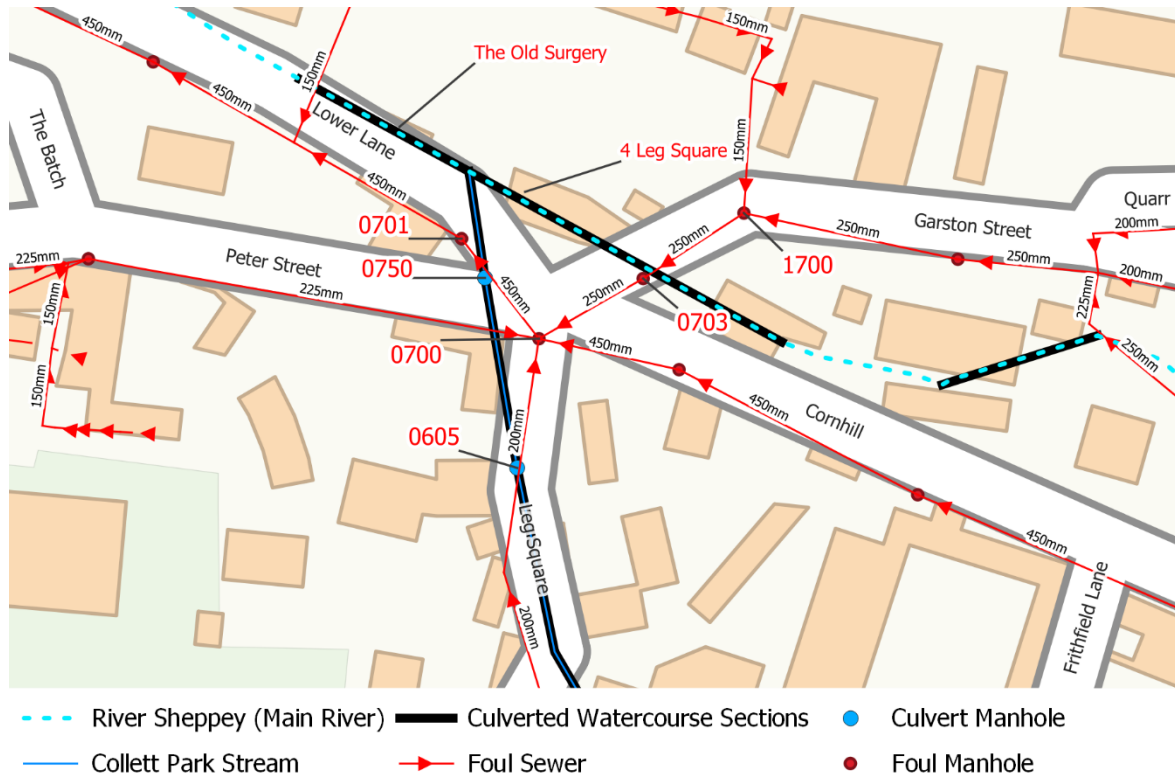 450mm
150mm
150mm
The Old Surgery
450mm
Lower Lane
4 Leg Square
The Batch
150mm
Quarr
450mm
Garston Street
200mm
0701
250mm
1700
250mm
225mm
Peter Street
0750
450mm
200mm
225mm
250mm
0703
225mm
150mm
0700
450mm
250mm
150mm
200mm
450mm
Cornhill
0605
Leg Square
450mm
200mm
Frithfield Lane
River Sheppey (Main River)
Culverted Watercourse Sections
Culvert Manhole
Collett Park Stream
Foul Sewer
Foul Manhole